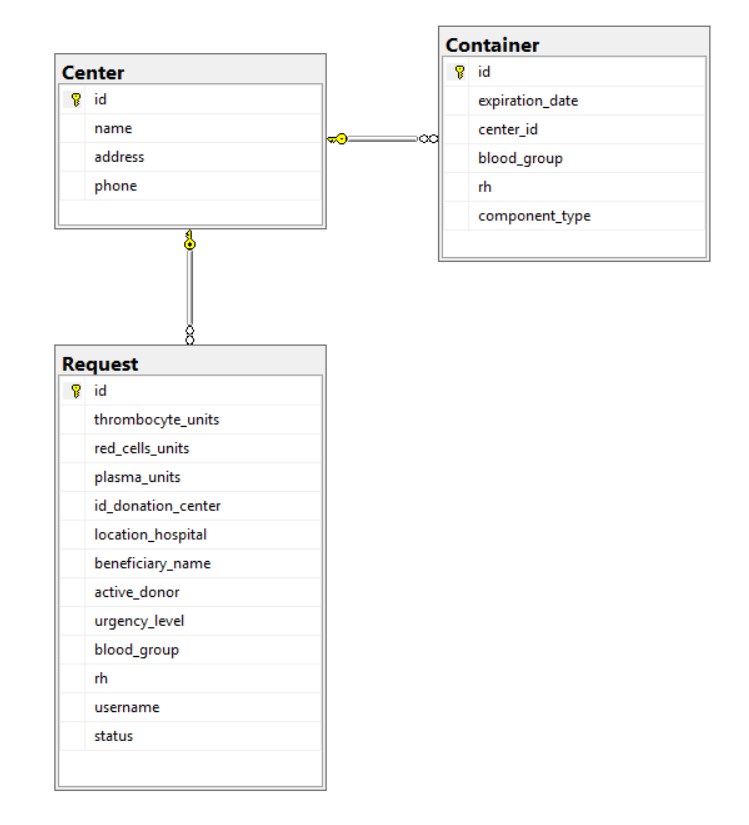 Center
id
name
address
phone
Container
id
expiration_date
center_id
blood_group
rh
component_type
Request
id
thrombocyte_units
red_cells_units
plasma_units
id_donation_center
location_hospital
beneficiary_name
active_donor
urgency_level
blood_group
rh
username
status